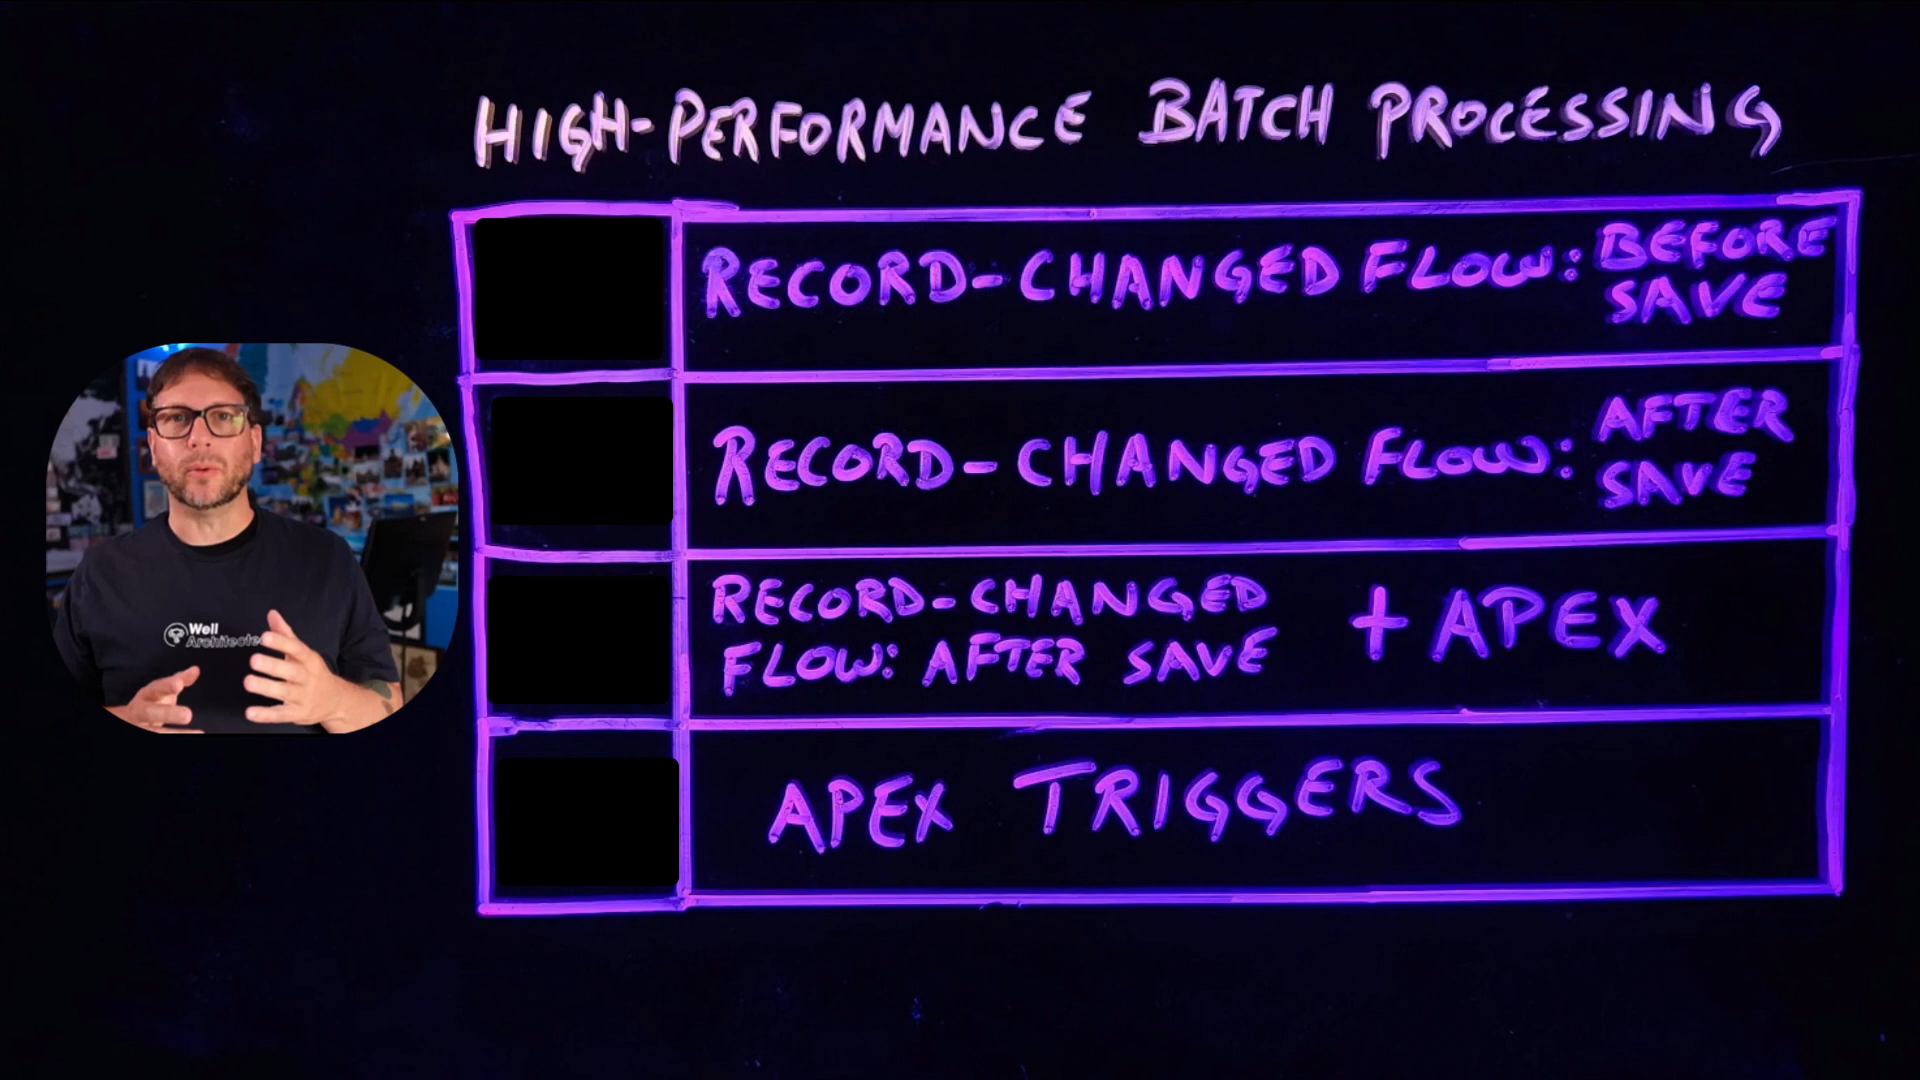 HIGH-PERFORMANCE BATCH PROCESSING
RECORD-CHANGED FLOW: BEFORE
SAVE
RECORD-CHANGED FLOW: AFTER
SAVE
RECORD-CHANGED
FLOW: AFTER SAVE + APEX
APEX TRIGGERS
Well
Architected